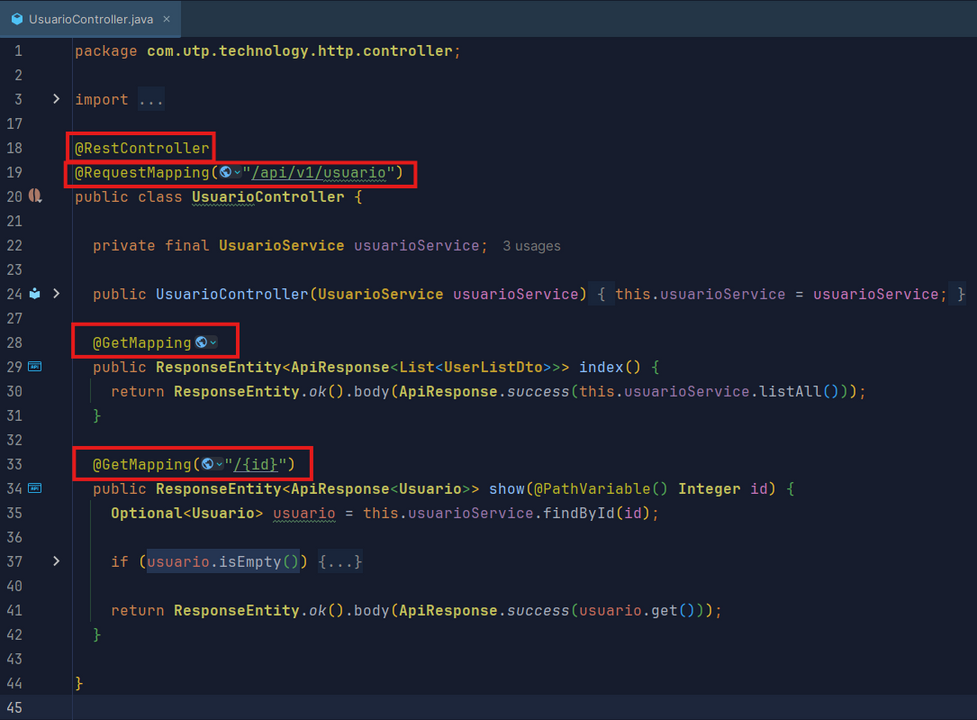 UsuarioController.java ×
1 package com.utp.technology.http.controller;
2
3 import ...
17
18 @RestController
19 @RequestMapping("/api/v1/usuario")
20 public class UsuarioController {
21
22 private final UsuarioService usuarioService; 3 usages
23
24 public UsuarioController(UsuarioService usuarioService) { this.usuarioService = usuarioService; }
27
28 @GetMapping
29 public ResponseEntity<ApiResponse<List<UserListDto>>> index() {
30 return ResponseEntity.ok().body(ApiResponse.success(this.usuarioService.listAll()));
31 }
32
33 @GetMapping("/{id}")
34 public ResponseEntity<ApiResponse<Usuario>> show(@PathVariable() Integer id) {
35 Optional<Usuario> usuario = this.usuarioService.findById(id);
36
37 if (usuario.isEmpty()) {...}
40
41 return ResponseEntity.ok().body(ApiResponse.success(usuario.get()));
42 }
43
44 }
45